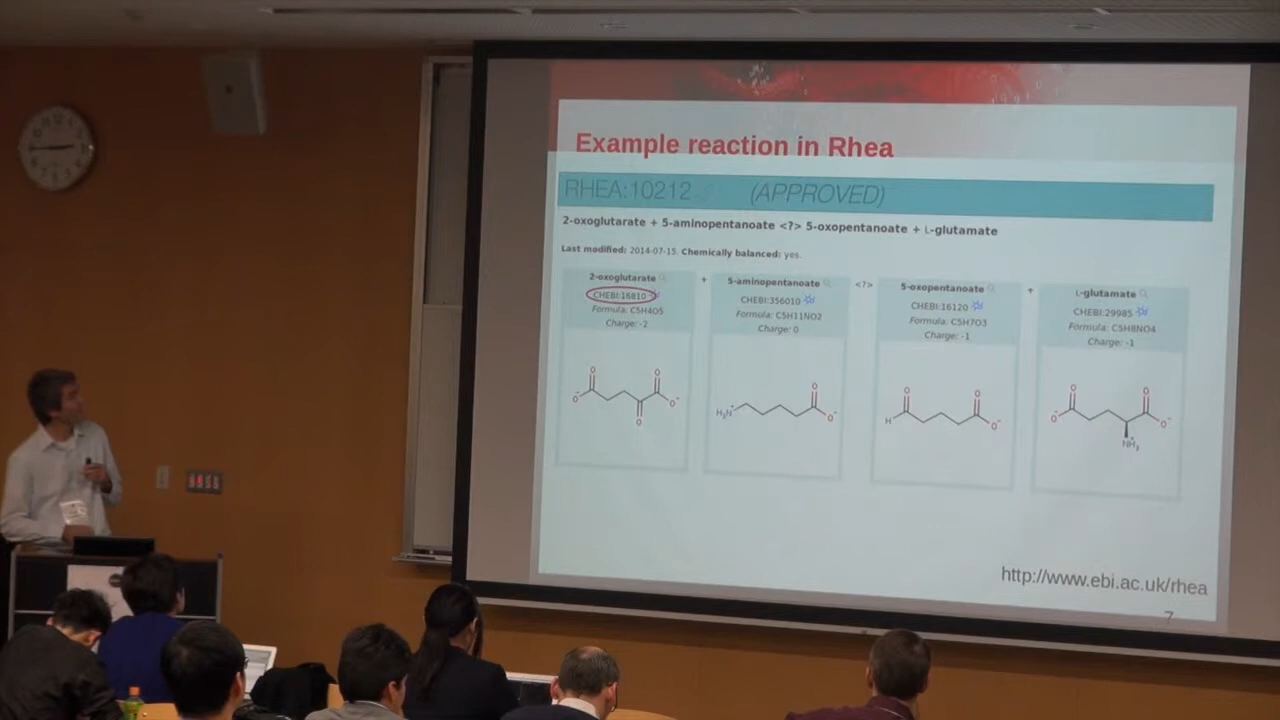 Example reaction in Rhea
RHEA:10212 (APPROVED)
2-oxoglutarate + 5-aminopentanoate <?> 5-oxopentanoate + L-glutamate
Last modified: 2014-07-15. Chemically balanced: yes.
2-oxoglutarate + 5-aminopentanoate <?> 5-oxopentanoate + L-glutamate
CHEBI:16810 CHEBI:356010 CHEBI:16120 CHEBI:29985
Formula: C5H4O5 Formula: C5H11NO2 Formula: C5H7O3 Formula: C5H8NO4
Charge: -2 Charge: 0 Charge: -1 Charge: -1
O O O O O O O
O⁻ O⁻ H₃N⁺ O⁻ H O⁻ O⁻ O⁻
O NH₃⁺
http://www.ebi.ac.uk/rhea
7